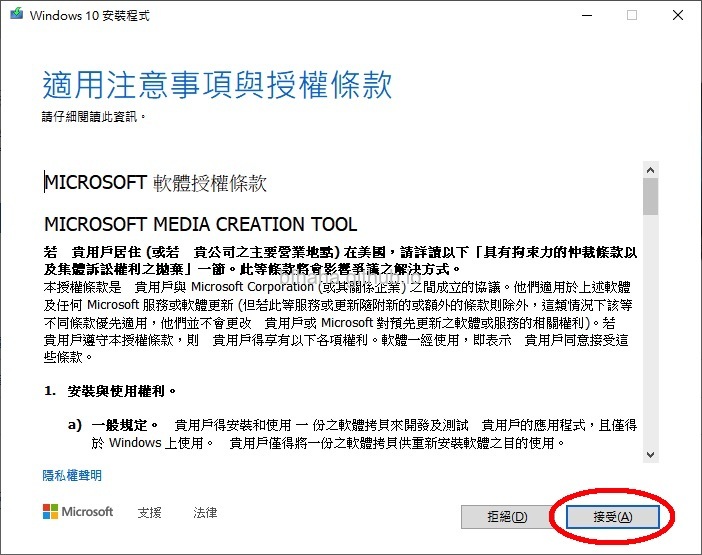 Windows 10 安裝程式
適用注意事項與授權條款
請仔細閱讀此資訊。
MICROSOFT 軟體授權條款
MICROSOFT MEDIA CREATION TOOL
若 貴用戶居住 (或若 貴公司之主要營業地點) 在美國，請詳讀以下「具有拘束力的仲裁條款以
及集體訴訟權利之拋棄」一節。此等條款將會影響爭議之解決方式。
本授權條款是 貴用戶與 Microsoft Corporation (或其關係企業) 之間成立的協議。他們適用於上述軟體
及任何 Microsoft 服務或軟體更新 (但若此等服務或更新隨附新的或額外的條款則除外，這類情況下該等
不同條款優先適用，他們並不會更改 貴用戶或 Microsoft 對預先更新之軟體或服務的相關權利)。若
貴用戶遵守本授權條款，則 貴用戶得享有以下各項權利。軟體一經使用，即表示 貴用戶同意接受這
些條款。
1. 安裝與使用權利。
a) 一般規定。 貴用戶得安裝和使用 一 份之軟體拷貝來開發及測試 貴用戶的應用程式，且僅得
於 Windows 上使用。 貴用戶僅得將一份之軟體拷貝供重新安裝軟體之目的使用。
隱私權聲明
Microsoft 支援 法律 拒絕(D) 接受(A)